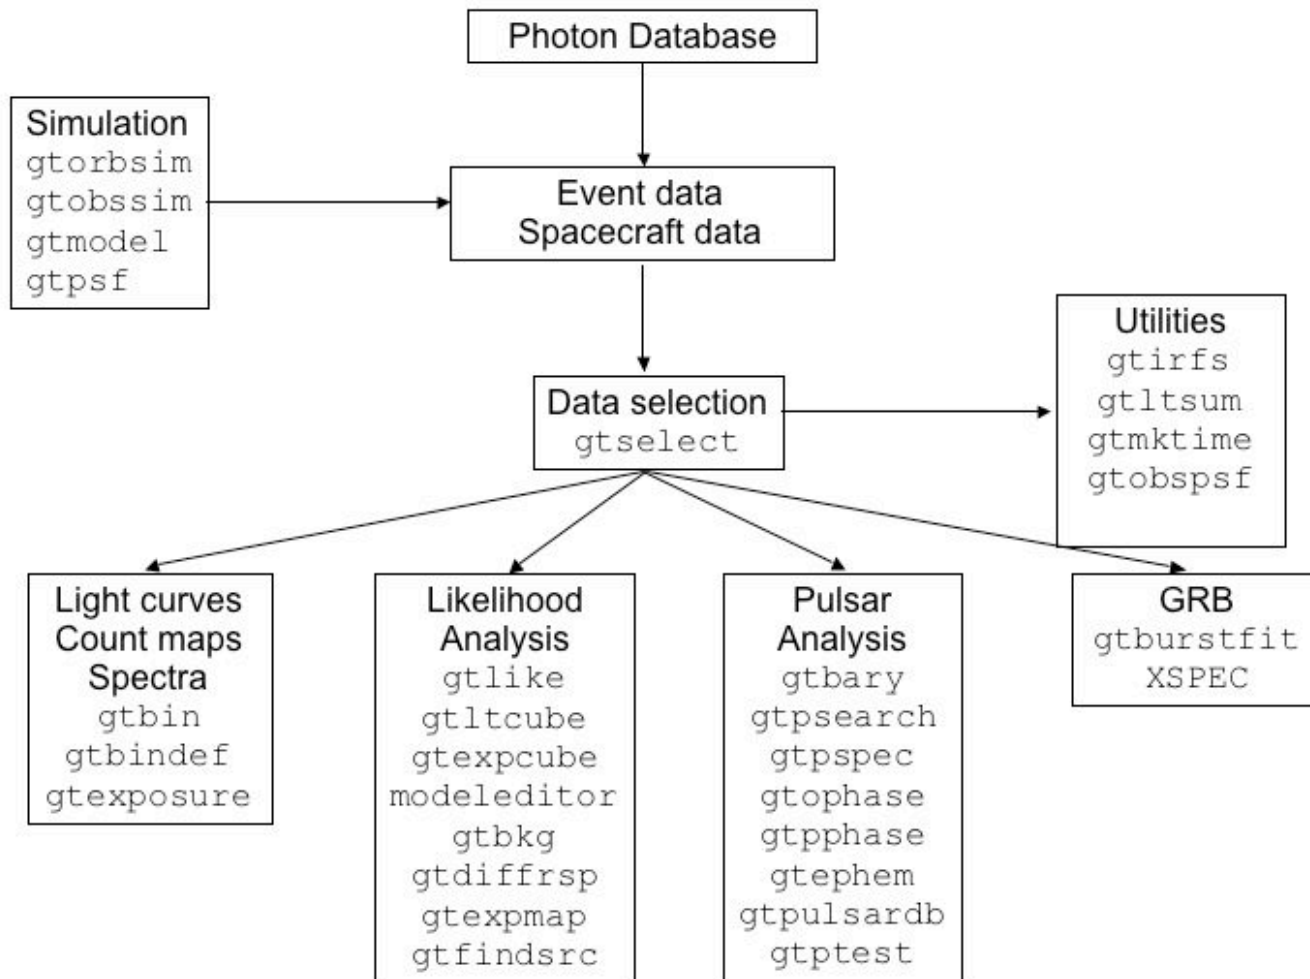 Photon Database
Simulation
gtorbsim
gtobssim
gtmodel
gtpsf
Event data
Spacecraft data
Utilities
gtirfs
gtltsum
gtmktime
gtobspsf
Data selection
gtselect
Light curves
Count maps
Spectra
gtbin
gtbindef
gtexposure
Likelihood
Analysis
gtlike
gtltcube
gtexpcube
modeleditor
gtbkg
gtdiffrsp
gtexpmap
gtfindsrc
Pulsar
Analysis
gtbary
gtpsearch
gtpspec
gtophase
gtpphase
gtephem
gtpulsardb
gtptest
GRB
gtburstfit
XSPEC